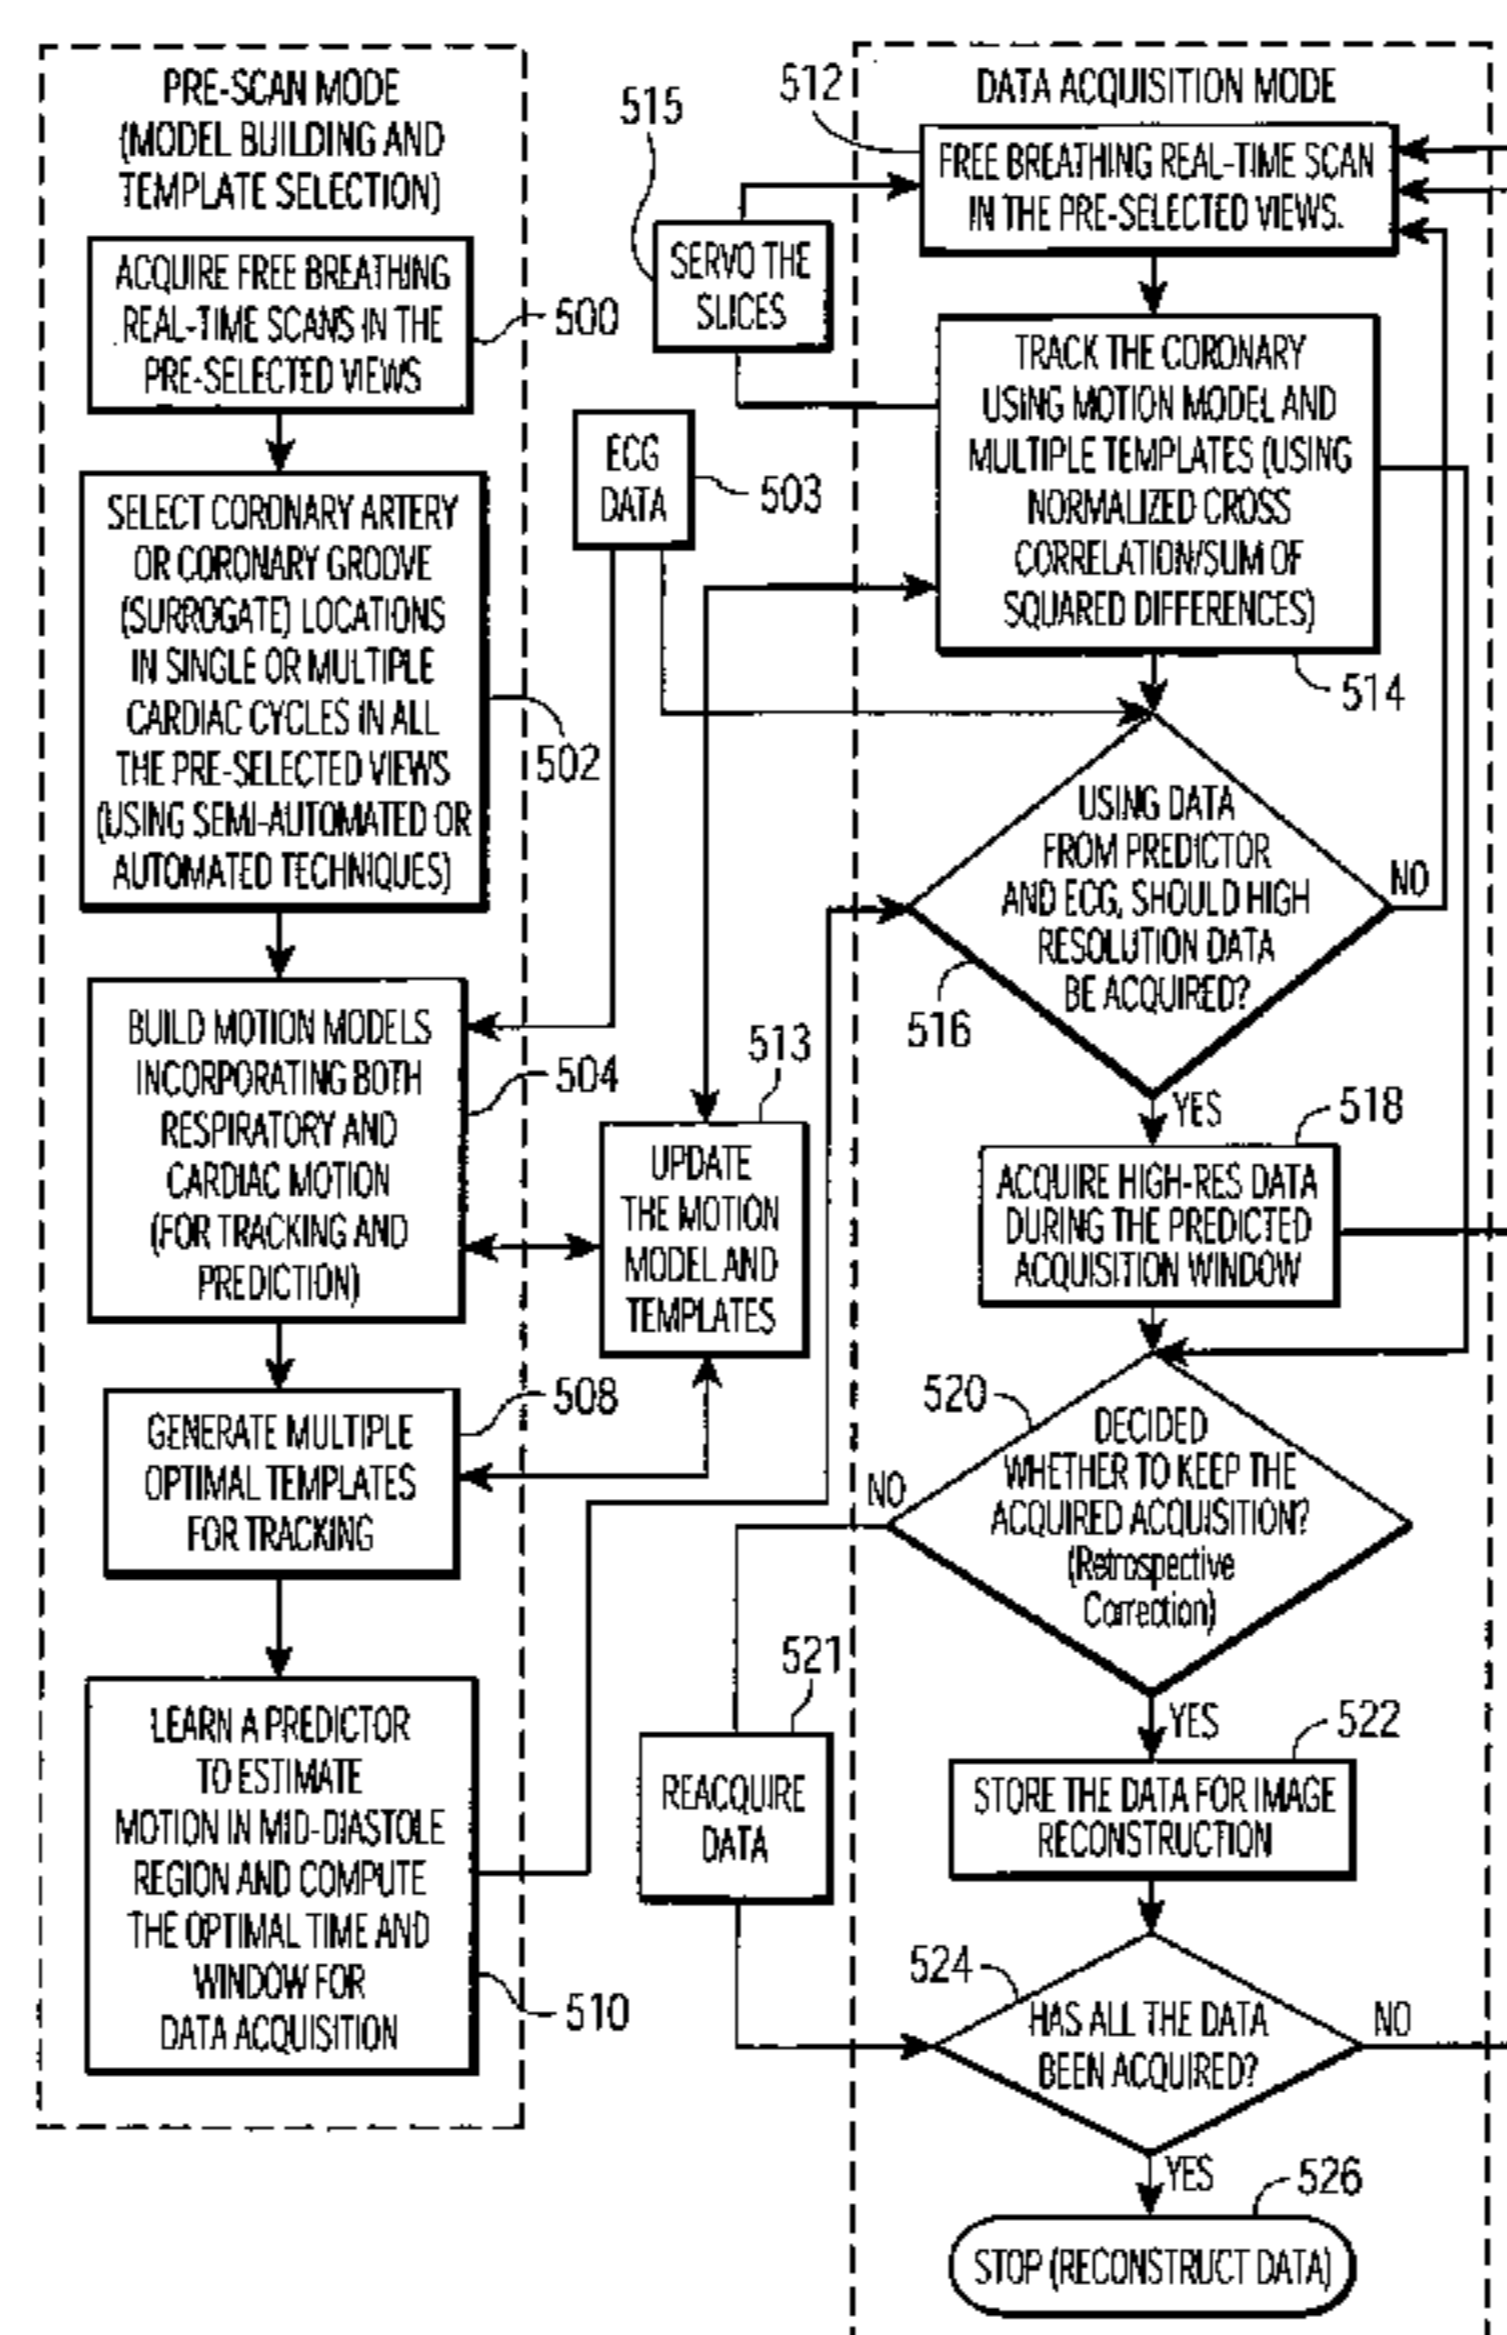 PRE-SCAN MODE
(MODEL BUILDING AND
TEMPLATE SELECTION)
ACQUIRE FREE BREATHING
REAL-TIME SCANS IN THE
PRE-SELECTED VIEWS
500
SELECT CORONARY ARTERY
OR CORONARY GROOVE
(SURROGATE) LOCATIONS
IN SINGLE OR MULTIPLE
CARDIAC CYCLES IN ALL
THE PRE-SELECTED VIEWS
(USING SEMI-AUTOMATED OR
AUTOMATED TECHNIQUES)
502
BUILD MOTION MODELS
INCORPORATING BOTH
RESPIRATORY AND
CARDIAC MOTION
(FOR TRACKING AND
PREDICTION)
504
GENERATE MULTIPLE
OPTIMAL TEMPLATES
FOR TRACKING
508
LEARN A PREDICTOR
TO ESTIMATE
MOTION IN MID-DIASTOLE
REGION AND COMPUTE
THE OPTIMAL TIME AND
WINDOW FOR
DATA ACQUISITION
510
515
SERVO THE
SLICES
ECG
DATA
503
513
UPDATE
THE MOTION
MODEL AND
TEMPLATES
521
REACQUIRE
DATA
DATA ACQUISITION MODE
512
FREE BREATHING REAL-TIME SCAN
IN THE PRE-SELECTED VIEWS.
TRACK THE CORONARY
USING MOTION MODEL AND
MULTIPLE TEMPLATES (USING
NORMALIZED CROSS
CORRELATION/SUM OF
SQUARED DIFFERENCES)
514
USING DATA
FROM PREDICTOR
AND ECG, SHOULD HIGH
RESOLUTION DATA
BE ACQUIRED?
NO
516
YES
518
ACQUIRE HIGH-RES DATA
DURING THE PREDICTED
ACQUISITION WINDOW
520
DECIDED
WHETHER TO KEEP THE
ACQUIRED ACQUISITION?
(Retrospective
Correction)
NO
YES
522
STORE THE DATA FOR IMAGE
RECONSTRUCTION
524
HAS ALL THE DATA
BEEN ACQUIRED?
NO
YES
526
STOP (RECONSTRUCT DATA)